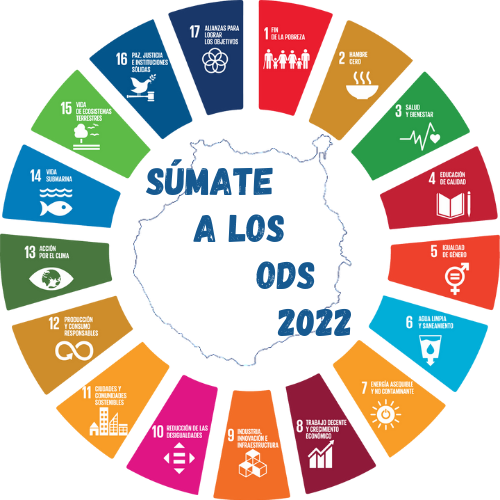 SÚMATE
A LOS
ODS
2022
1 FIN
DE LA POBREZA
2 HAMBRE
CERO
3 SALUD
Y BIENESTAR
4 EDUCACIÓN
DE CALIDAD
5 IGUALDAD
DE GÉNERO
6 AGUA LIMPIA
Y SANEAMIENTO
7 ENERGÍA ASEQUIBLE
Y NO CONTAMINANTE
8 TRABAJO DECENTE
Y CRECIMIENTO
ECONÓMICO
9 INDUSTRIA,
INNOVACIÓN E
INFRAESTRUCTURA
10 REDUCCIÓN DE LAS
DESIGUALDADES
11 CIUDADES Y
COMUNIDADES
SOSTENIBLES
12 PRODUCCIÓN
Y CONSUMO
RESPONSABLES
13 ACCIÓN
POR EL CLIMA
14 VIDA
SUBMARINA
15 VIDA
DE ECOSISTEMAS
TERRESTRES
16 PAZ, JUSTICIA
E INSTITUCIONES
SÓLIDAS
17 ALIANZAS PARA
LOGRAR
LOS OBJETIVOS